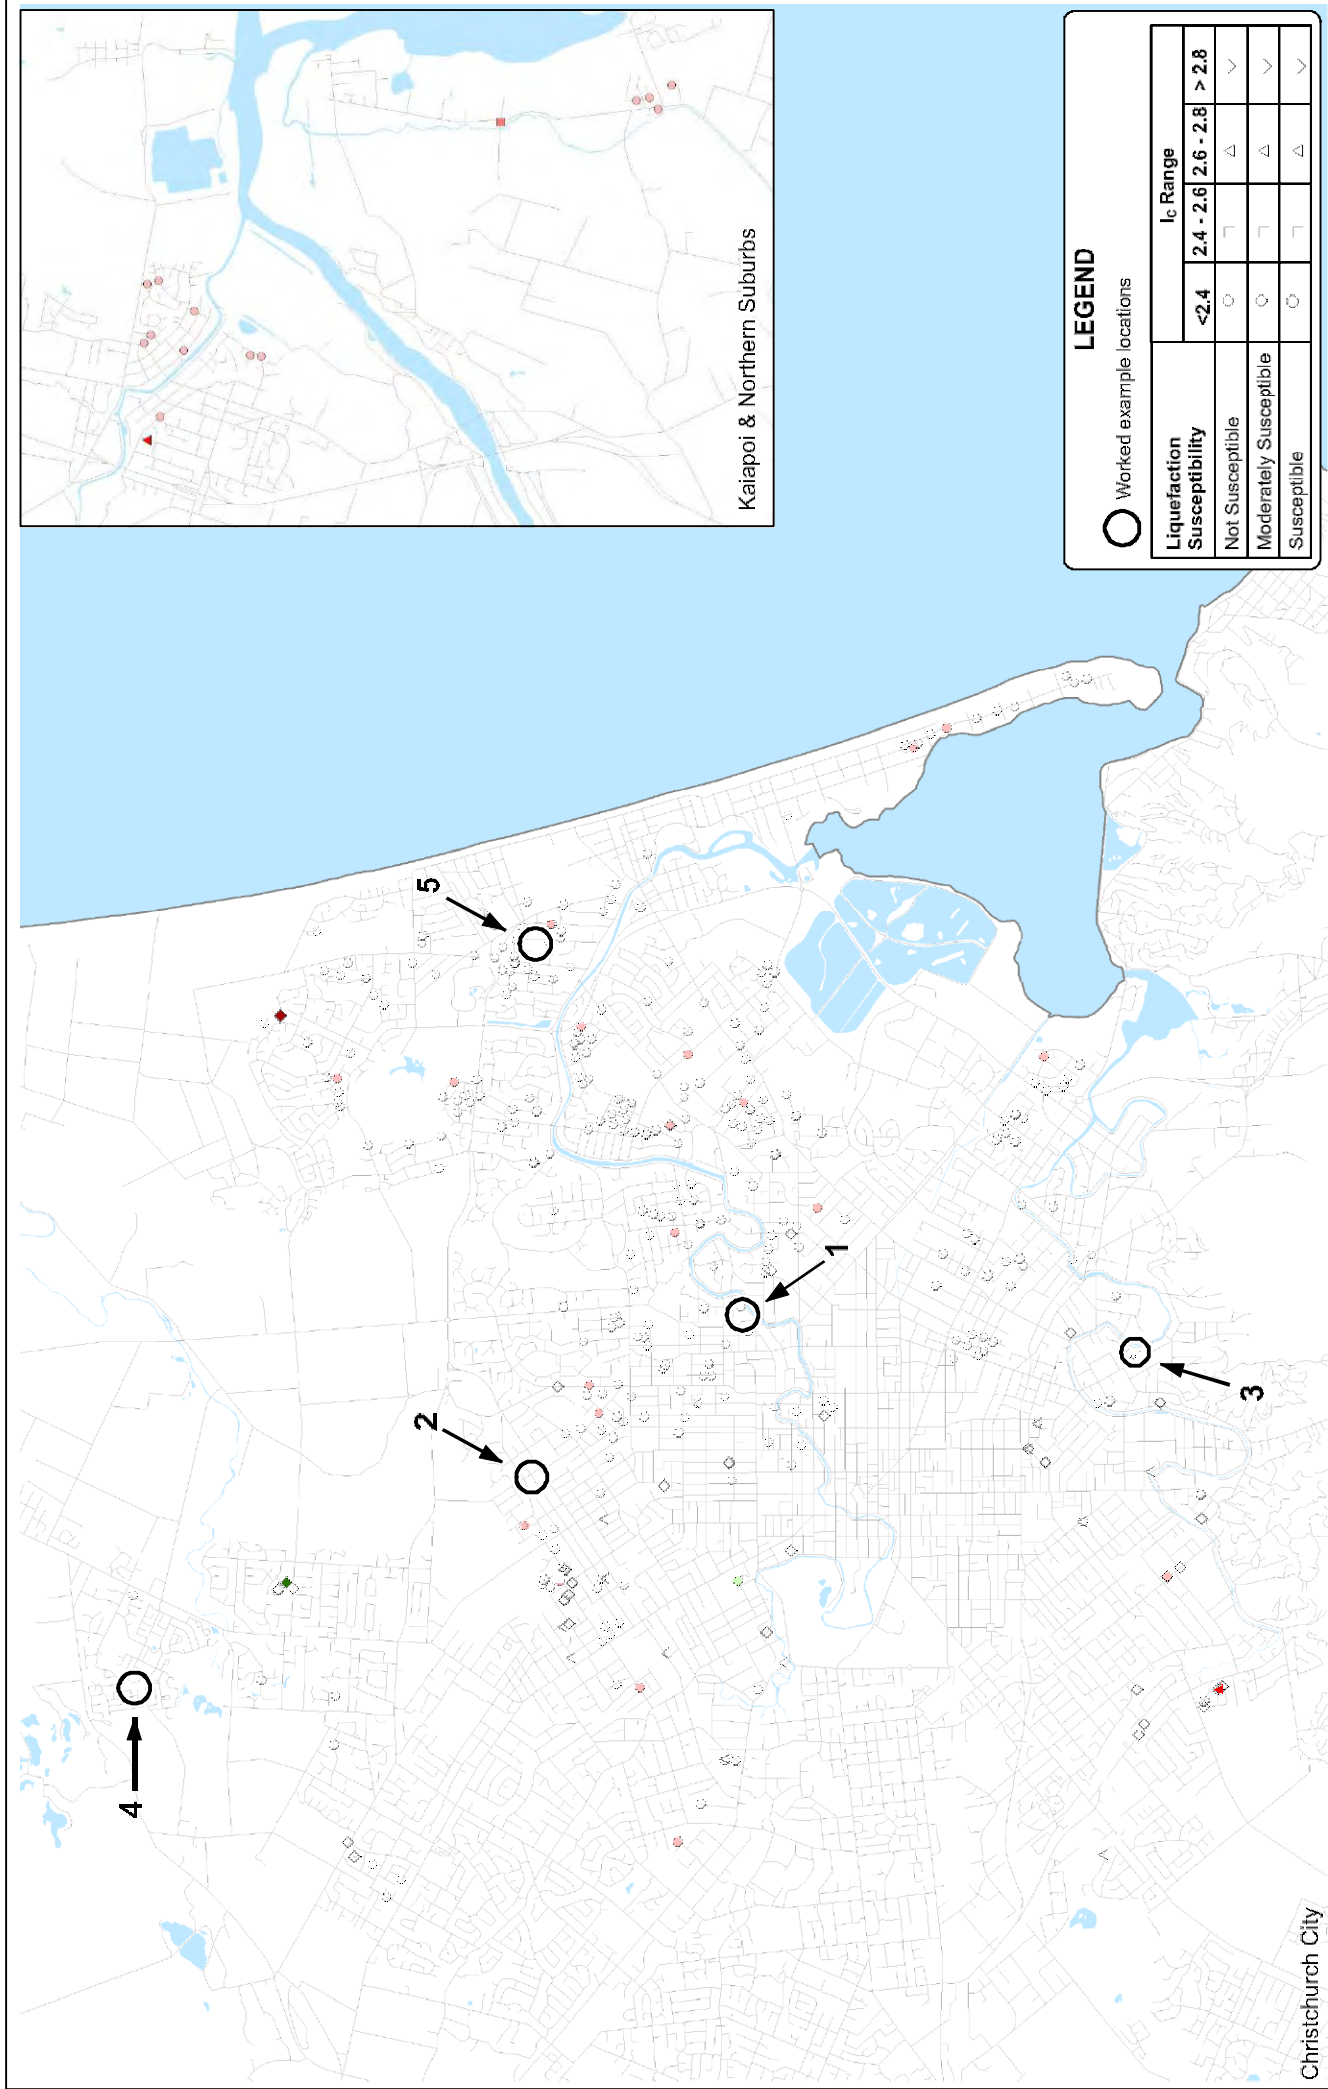 Kaiapoi & Northern Suburbs
LEGEND
Worked example locations
Liquefaction Susceptibility
I_C Range
<2.4 2.4 - 2.6 2.6 - 2.8 > 2.8
Not Susceptible
Moderately Susceptible
Susceptible
1
2
3
4
5
Christchurch City